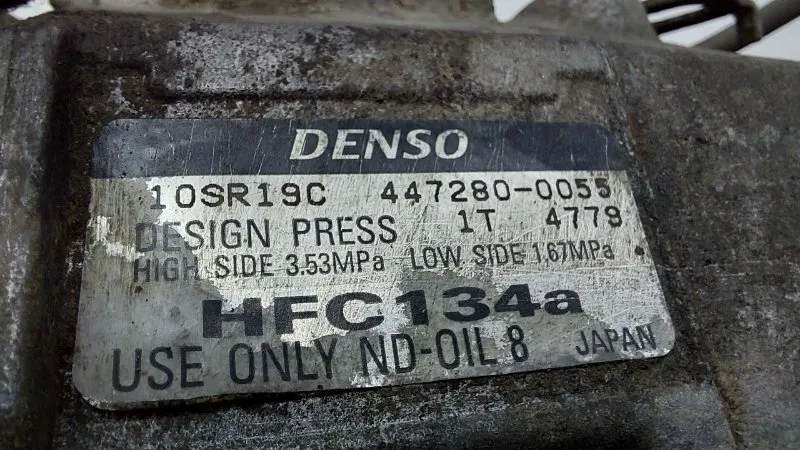 DENSO
10SR19C 447280-0055
DESIGN PRESS 1T 4779
HIGH SIDE 3.53MPa LOW SIDE 1.67MPa
HFC134a
USE ONLY ND-OIL 8 JAPAN